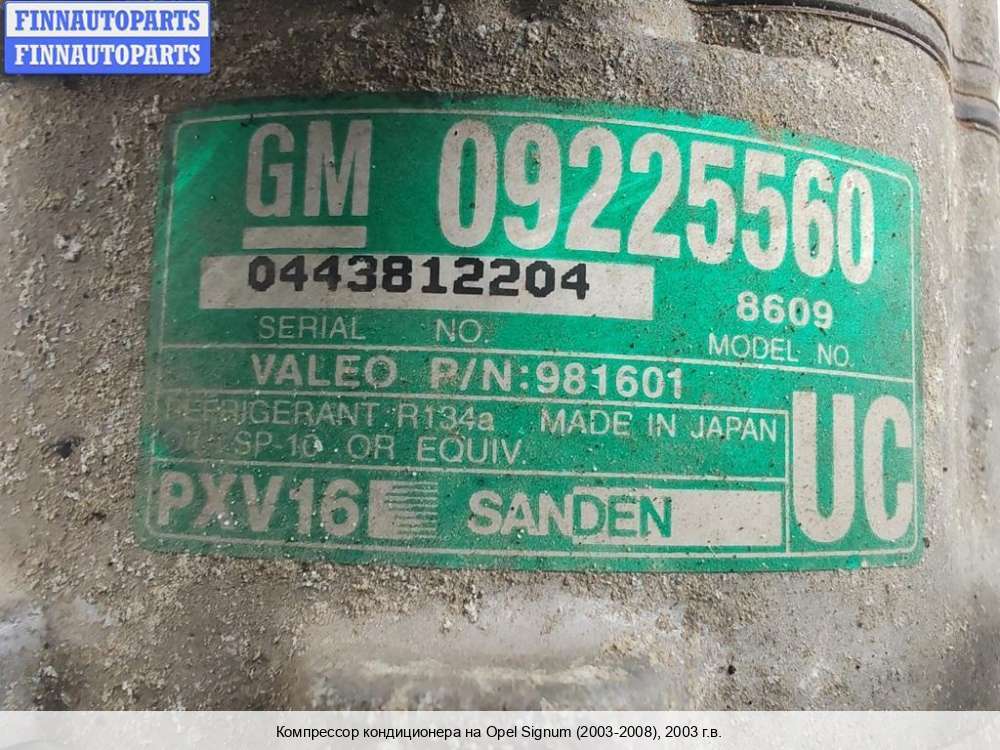 FINNAUTOPARTS
FINNAUTOPARTS
GM 09225560
0443812204 8609
SERIAL NO. MODEL NO.
VALEO P/N:981601
REFRIGERANT R134a MADE IN JAPAN
SP-10 OR EQUIV.
UC
PXV16 SANDEN
Компрессор кондиционера на Opel Signum (2003-2008), 2003 г.в.